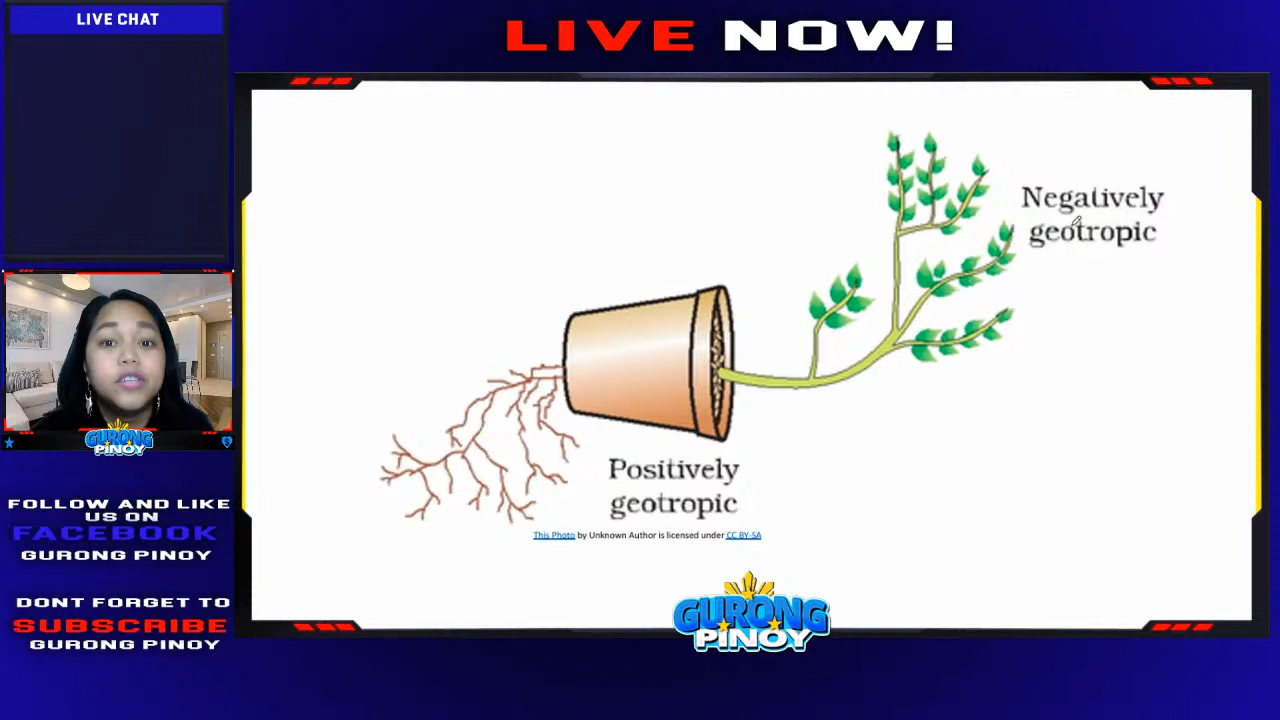 LIVE CHAT
LIVE NOW!
Negatively
geotropic
Positively
geotropic
This Photo by Unknown Author is licensed under CC BY-SA
GURONG
PINOY
FOLLOW AND LIKE
US ON
FACEBOOK
GURONG PINOY
DONT FORGET TO
SUBSCRIBE
GURONG PINOY
GURONG
PINOY